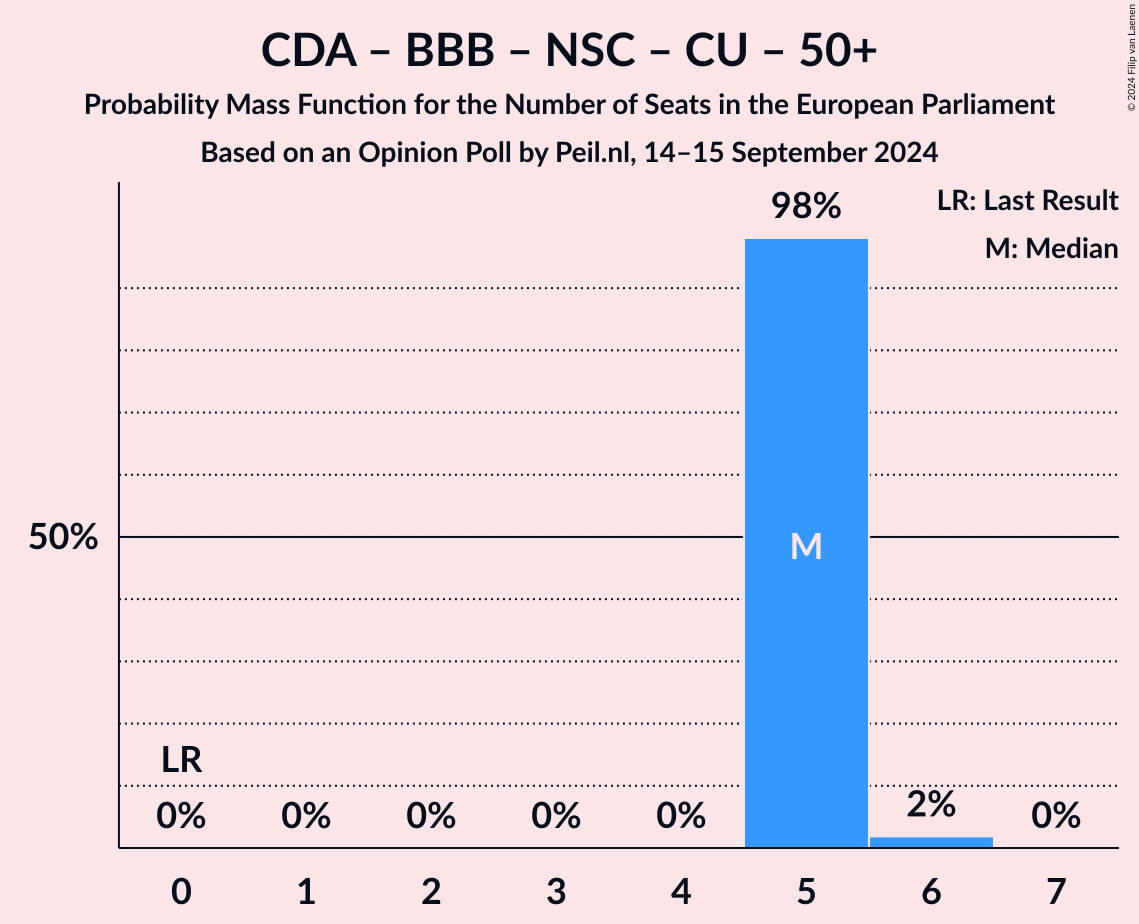 CDA – BBB – NSC – CU – 50+
Probability Mass Function for the Number of Seats in the European Parliament
Based on an Opinion Poll by Peil.nl, 14–15 September 2024
© 2024 Filip van Laenen
LR: Last Result
M: Median
98%
50%
M
LR
0% 0% 0% 0% 0% 2% 0%
0 1 2 3 4 5 6 7